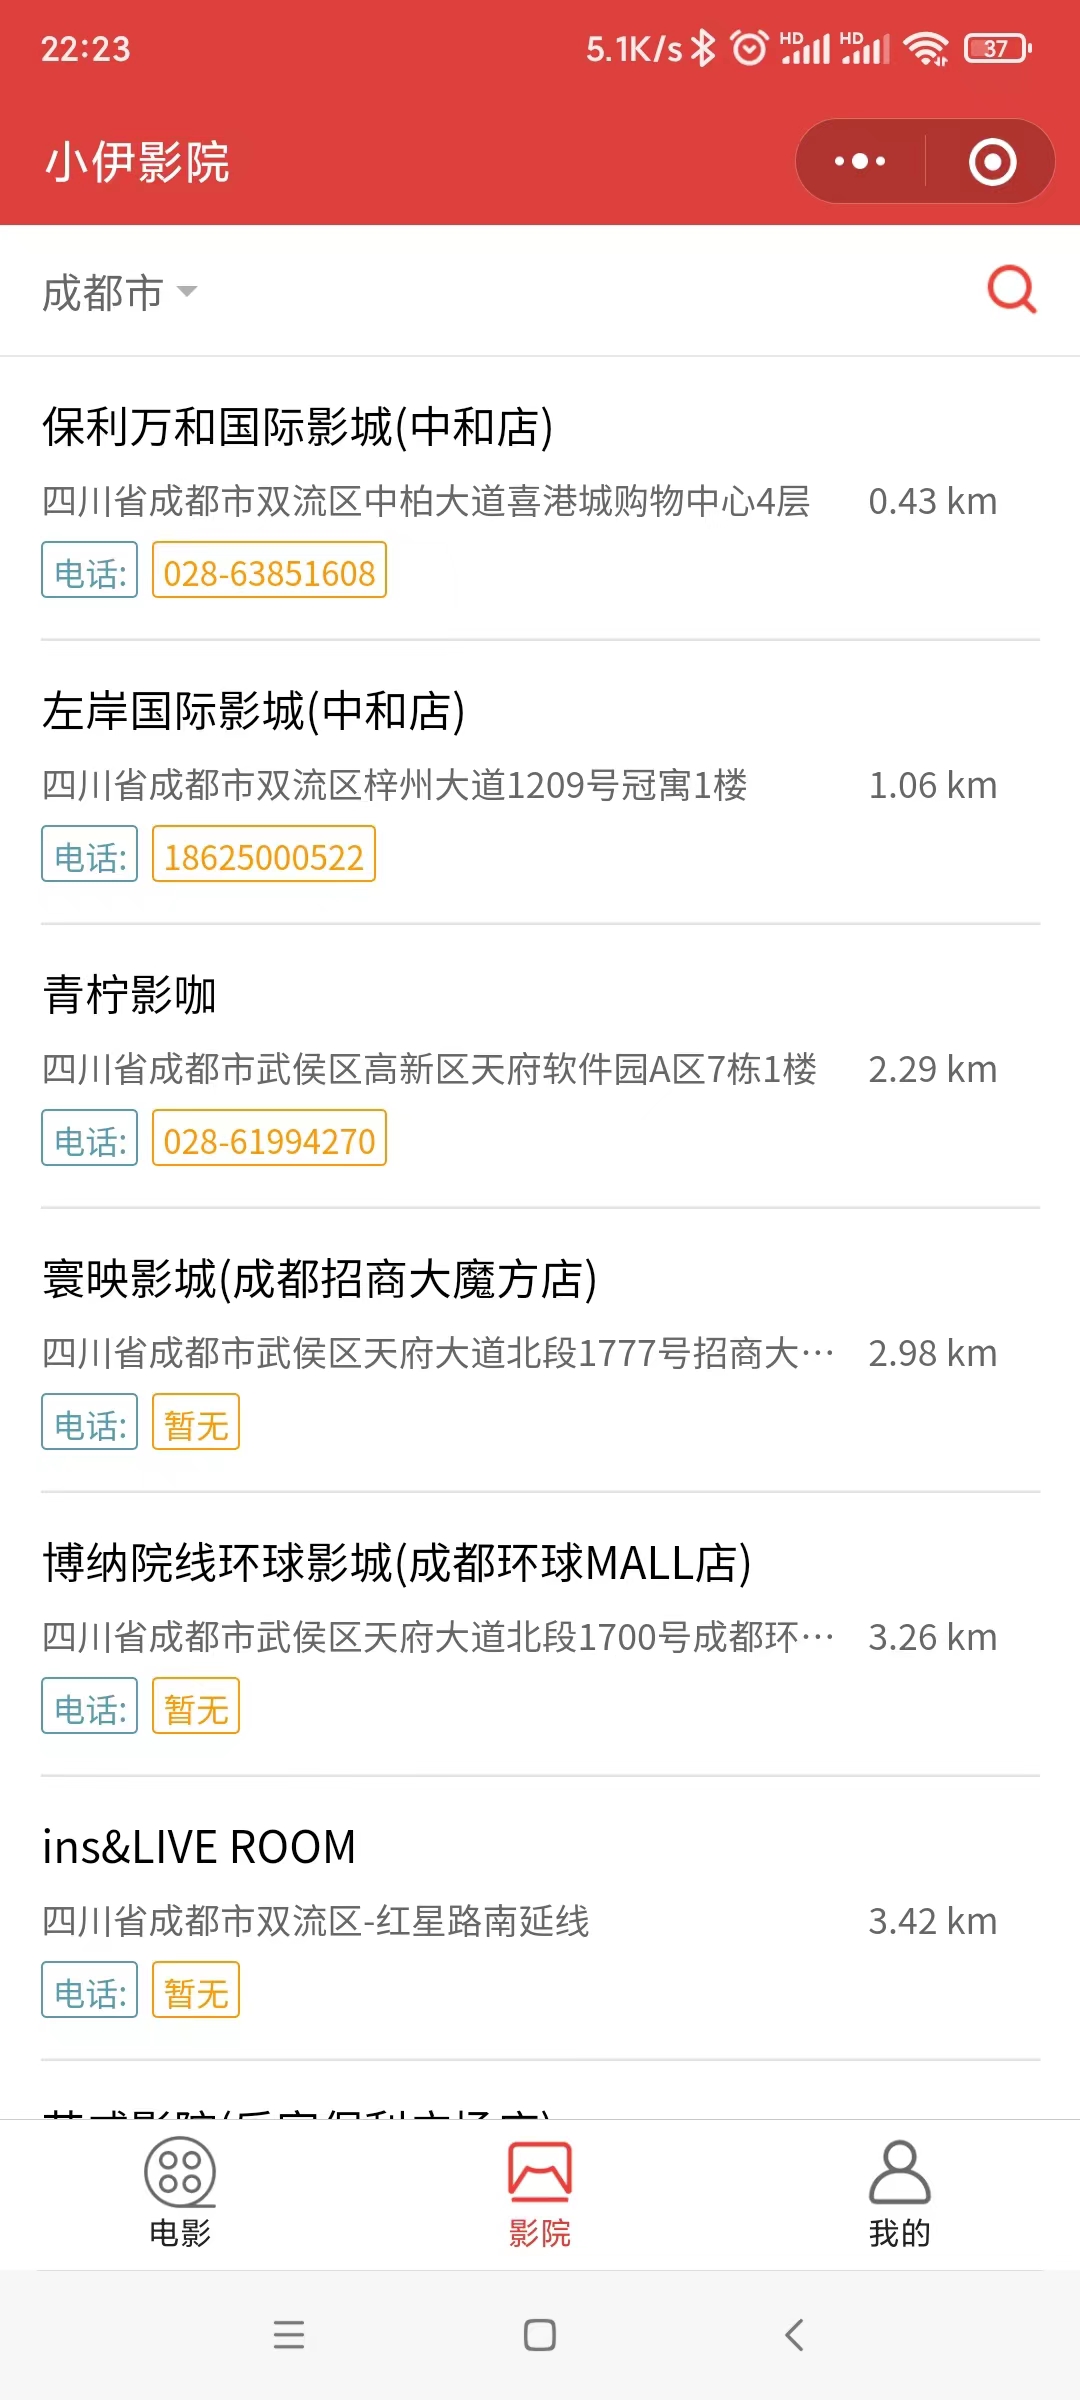 22:23
5.1K/s HD HD 37
小伊影院
成都市
保利万和国际影城(中和店)
四川省成都市双流区中柏大道喜港城购物中心4层
0.43 km
电话:
028-63851608
左岸国际影城(中和店)
四川省成都市双流区梓州大道1209号冠寓1楼
1.06 km
电话:
18625000522
青柠影咖
四川省成都市武侯区高新区天府软件园A区7栋1楼
2.29 km
电话:
028-61994270
寰映影城(成都招商大魔方店)
四川省成都市武侯区天府大道北段1777号招商大…
2.98 km
电话:
暂无
博纳院线环球影城(成都环球MALL店)
四川省成都市武侯区天府大道北段1700号成都环…
3.26 km
电话:
暂无
ins&LIVE ROOM
四川省成都市双流区-红星路南延线
3.42 km
电话:
暂无
电影
影院
我的